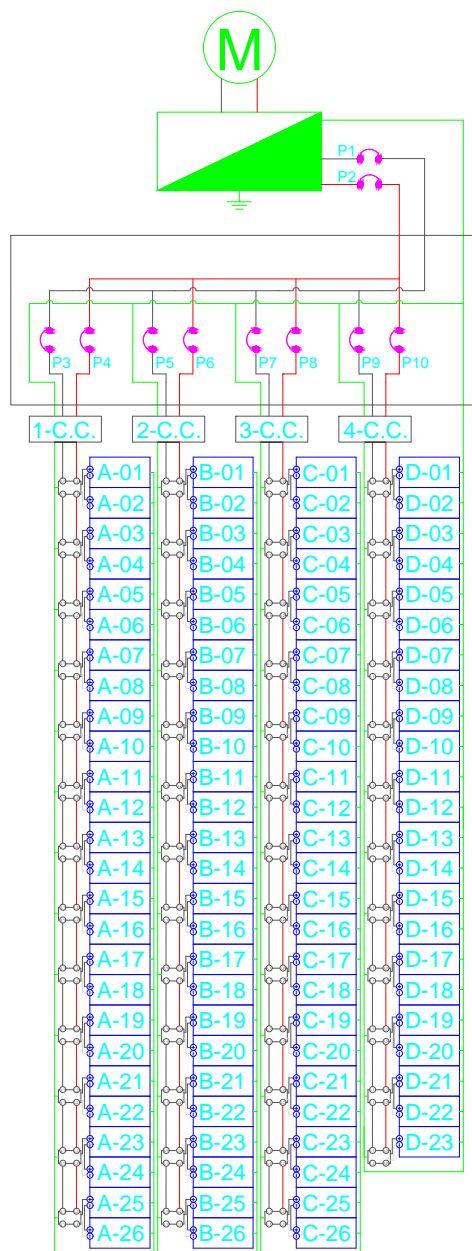 M
P1
P2
P3 P4 P5 P6 P7 P8 P9 P10
1-C.C. 2-C.C. 3-C.C. 4-C.C.
A-01 B-01 C-01 D-01
A-02 B-02 C-02 D-02
A-03 B-03 C-03 D-03
A-04 B-04 C-04 D-04
A-05 B-05 C-05 D-05
A-06 B-06 C-06 D-06
A-07 B-07 C-07 D-07
A-08 B-08 C-08 D-08
A-09 B-09 C-09 D-09
A-10 B-10 C-10 D-10
A-11 B-11 C-11 D-11
A-12 B-12 C-12 D-12
A-13 B-13 C-13 D-13
A-14 B-14 C-14 D-14
A-15 B-15 C-15 D-15
A-16 B-16 C-16 D-16
A-17 B-17 C-17 D-17
A-18 B-18 C-18 D-18
A-19 B-19 C-19 D-19
A-20 B-20 C-20 D-20
A-21 B-21 C-21 D-21
A-22 B-22 C-22 D-22
A-23 B-23 C-23 D-23
A-24 B-24 C-24
A-25 B-25 C-25
A-26 B-26 C-26